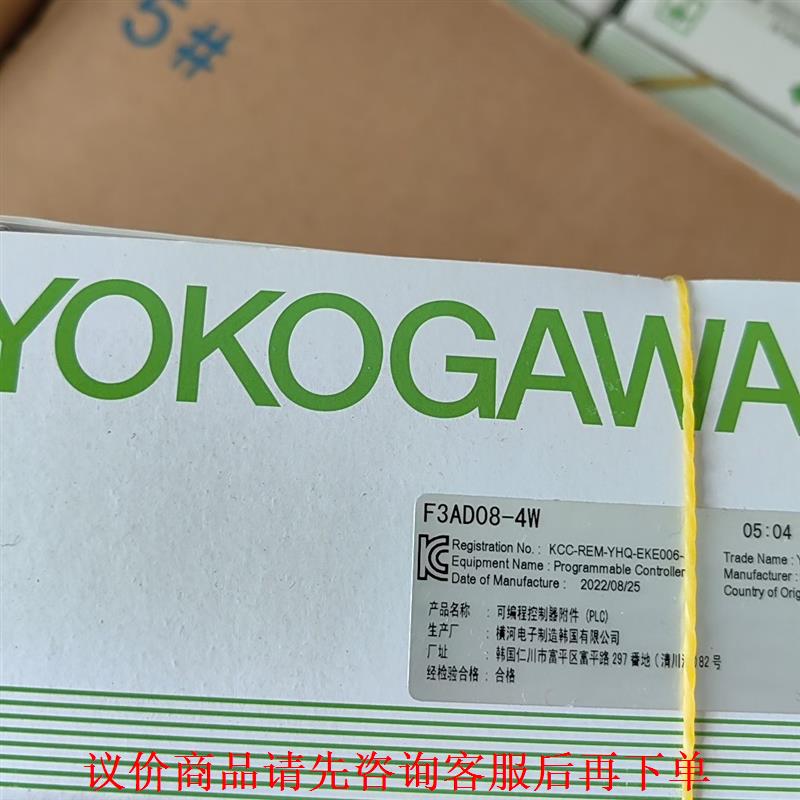 5#
YOKOGAWA
F3AD08-4W
05:04
Registration No. : KCC-REM-YHQ-EKE006-
Trade Name :
Equipment Name : Programmable Controller
Manufacturer :
Date of Manufacture : 2022/08/25
Country of Orig
产品名称 : 可编程控制器附件 (PLC)
生产厂 : 横河电子制造韩国有限公司
厂址 : 韩国仁川市富平区富平路 297 番地 (清川 182 号
经检验合格 : 合格
议价商品请先咨询客服后再下单